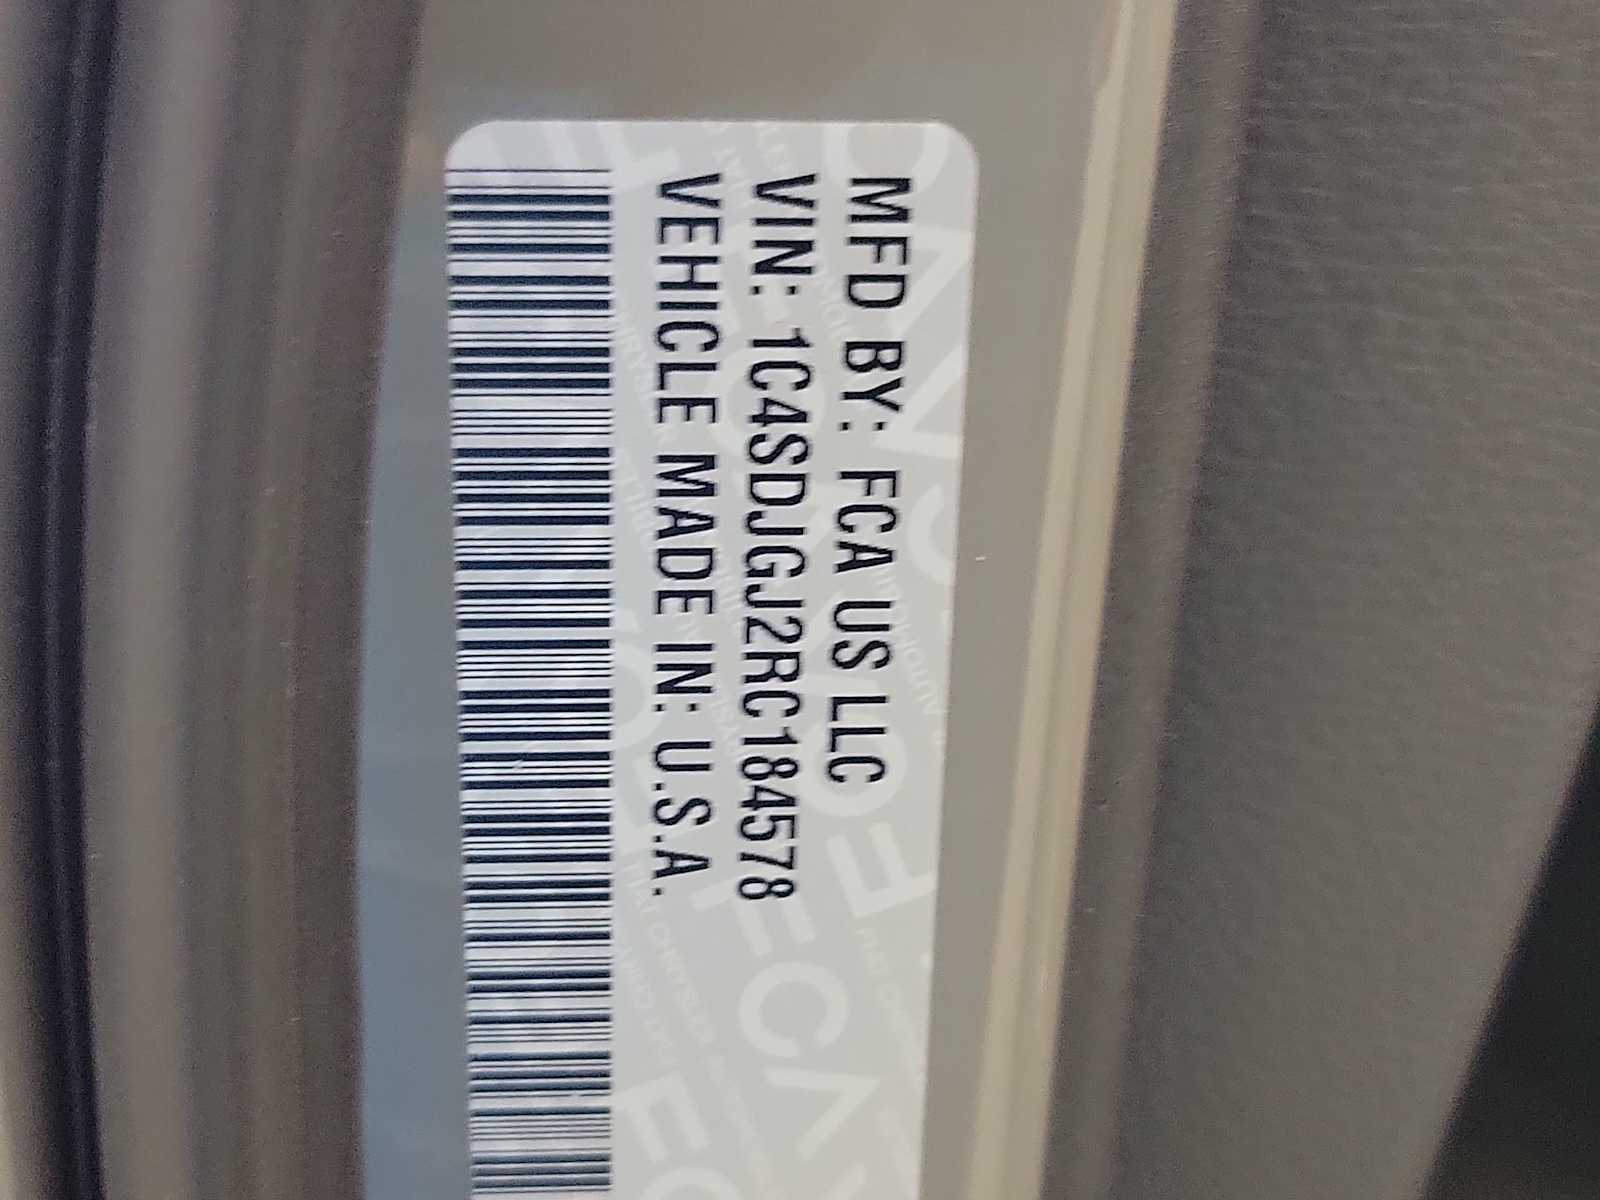 MFD BY: FCA US LLC
VIN: 1C4SDJGJ2RC184578
VEHICLE MADE IN: U.S.A.